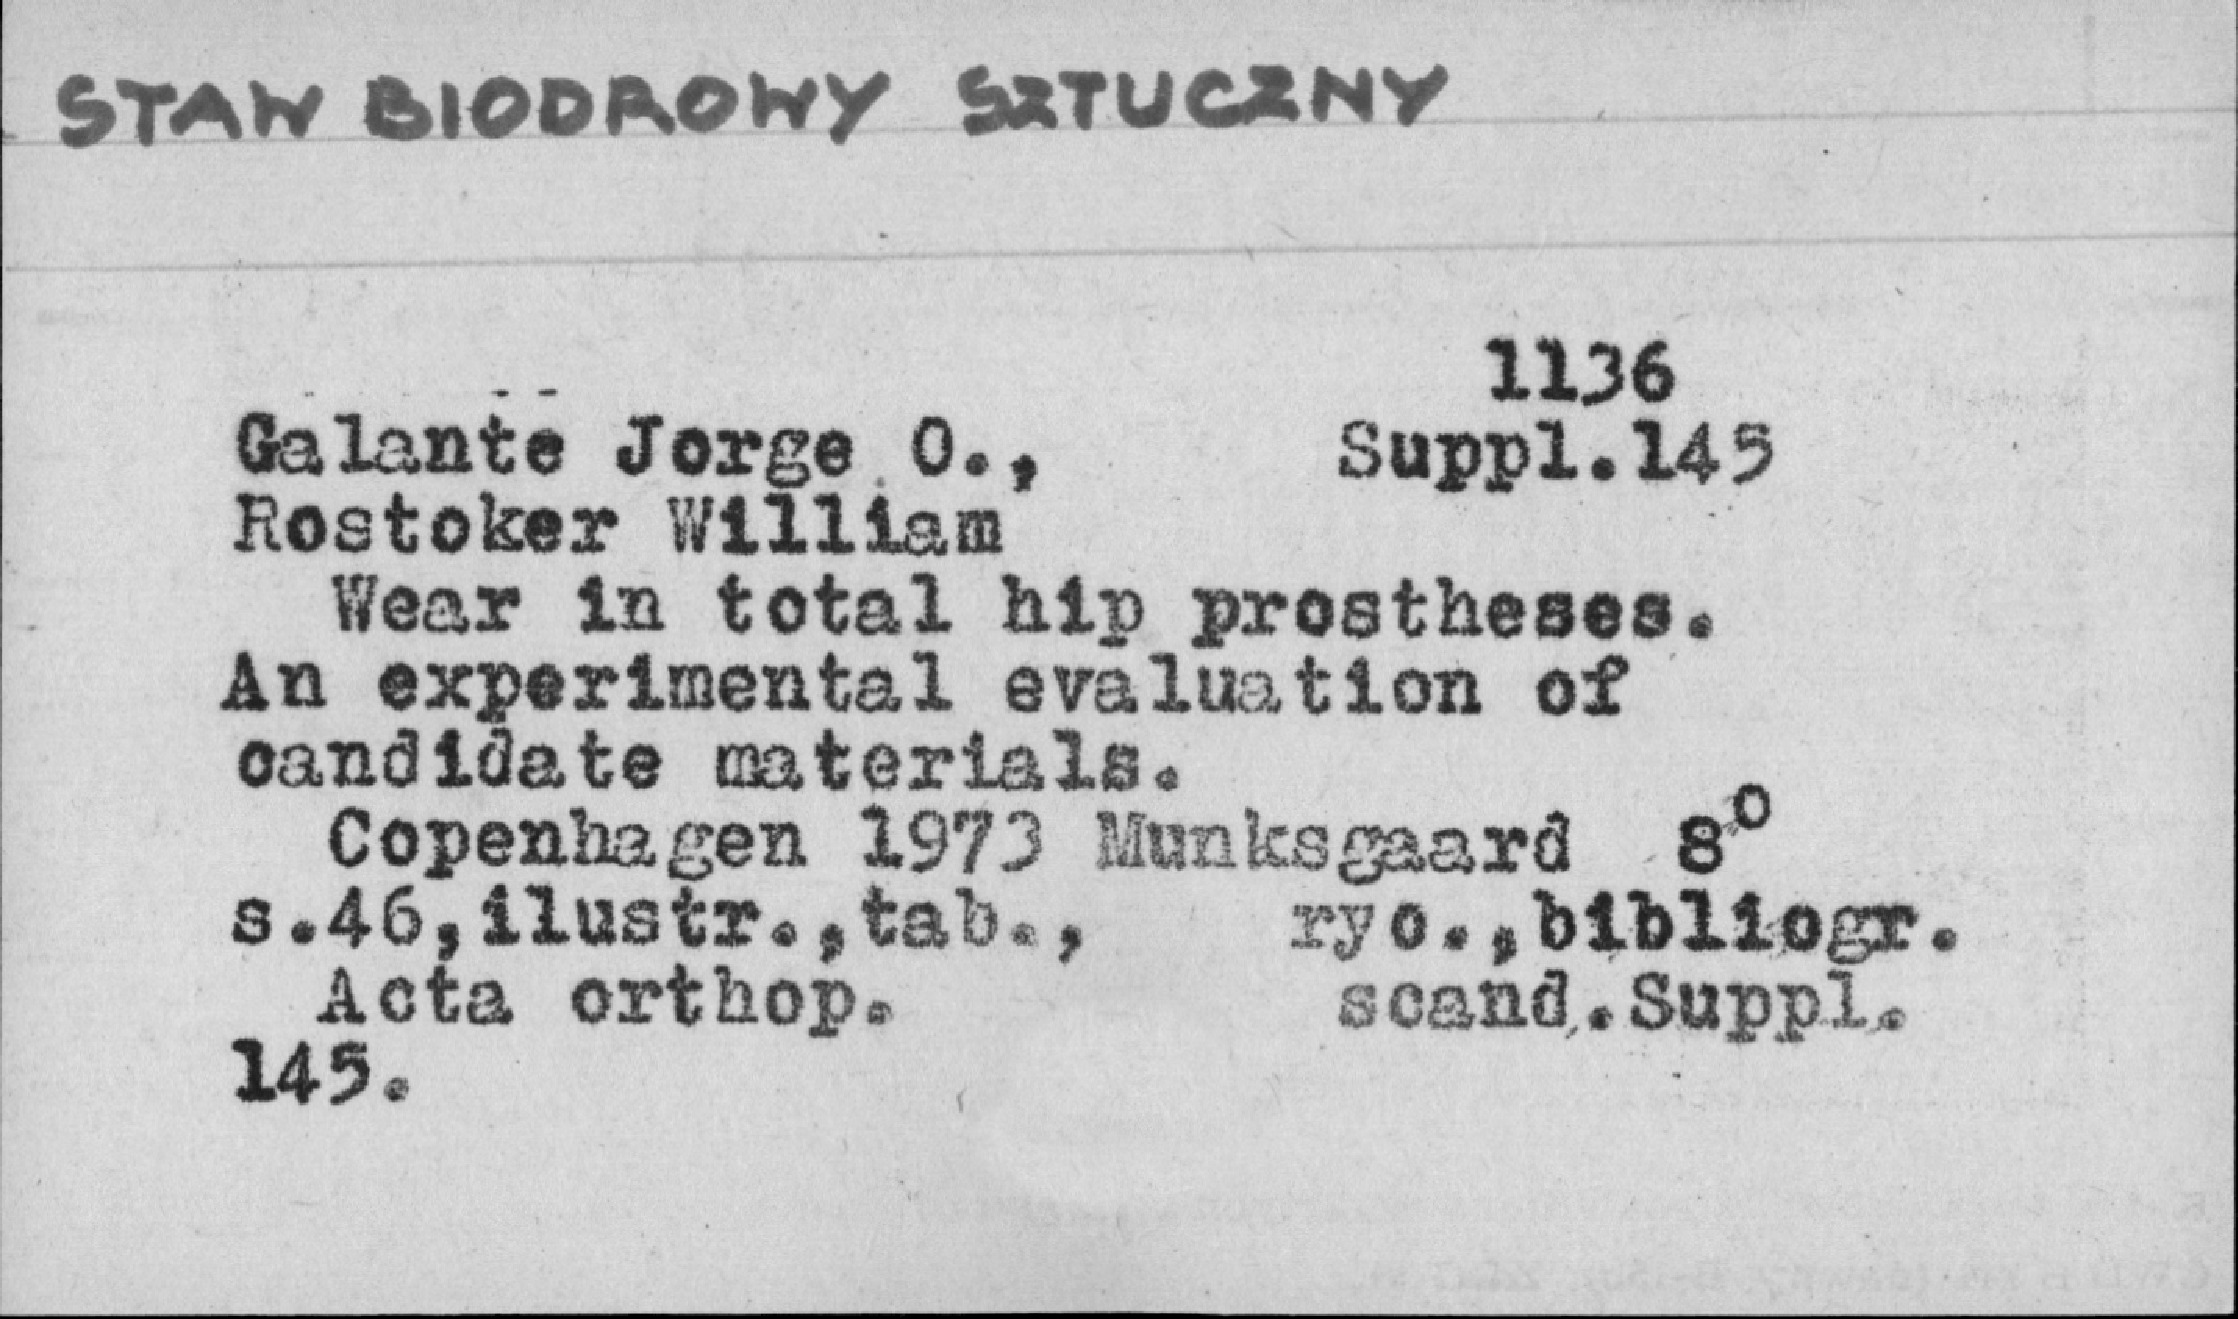 STAW BIODROWY SZTUCZNY
1136
Galante Jorge O., Suppl.145
Rostoker William
Wear in total hip prostheses.
An experimental evaluation of
candidate materials.
Copenhagen 1973 Munksgaard 8°
s.46,ilustr.,tab., ryc.,bibliogr.
Acta orthop. scand.Suppl.
145.